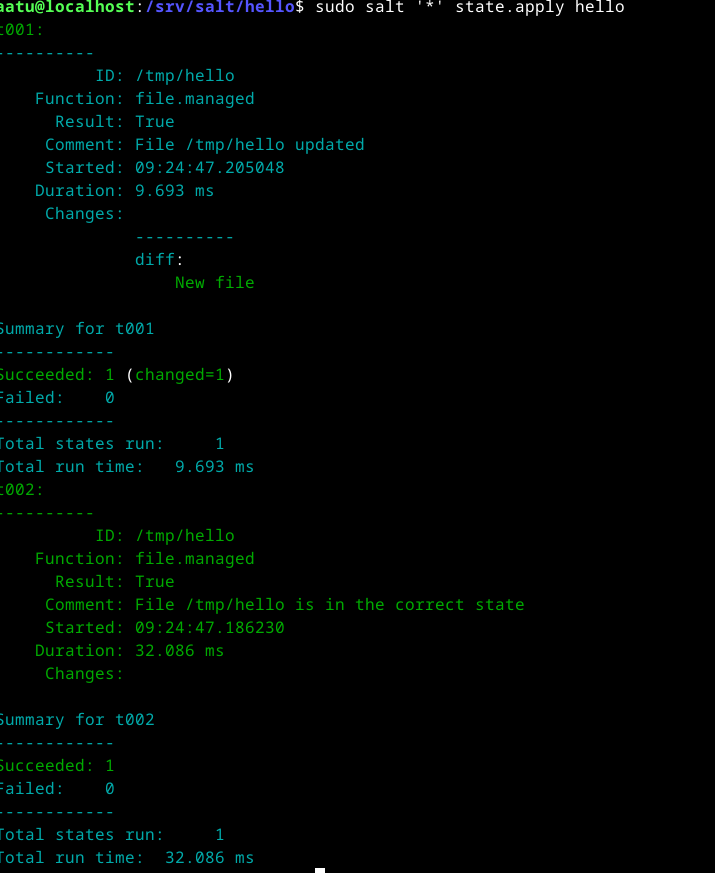 aatu@localhost:/srv/salt/hello$ sudo salt '*' state.apply hello
t001:
----------
          ID: /tmp/hello
    Function: file.managed
      Result: True
     Comment: File /tmp/hello updated
     Started: 09:24:47.205048
    Duration: 9.693 ms
     Changes:
              ----------
              diff:
                  New file

Summary for t001
------------
Succeeded: 1 (changed=1)
Failed:    0
------------
Total states run:     1
Total run time:   9.693 ms
t002:
----------
          ID: /tmp/hello
    Function: file.managed
      Result: True
     Comment: File /tmp/hello is in the correct state
     Started: 09:24:47.186230
    Duration: 32.086 ms
     Changes:

Summary for t002
------------
Succeeded: 1
Failed:    0
------------
Total states run:     1
Total run time:  32.086 ms